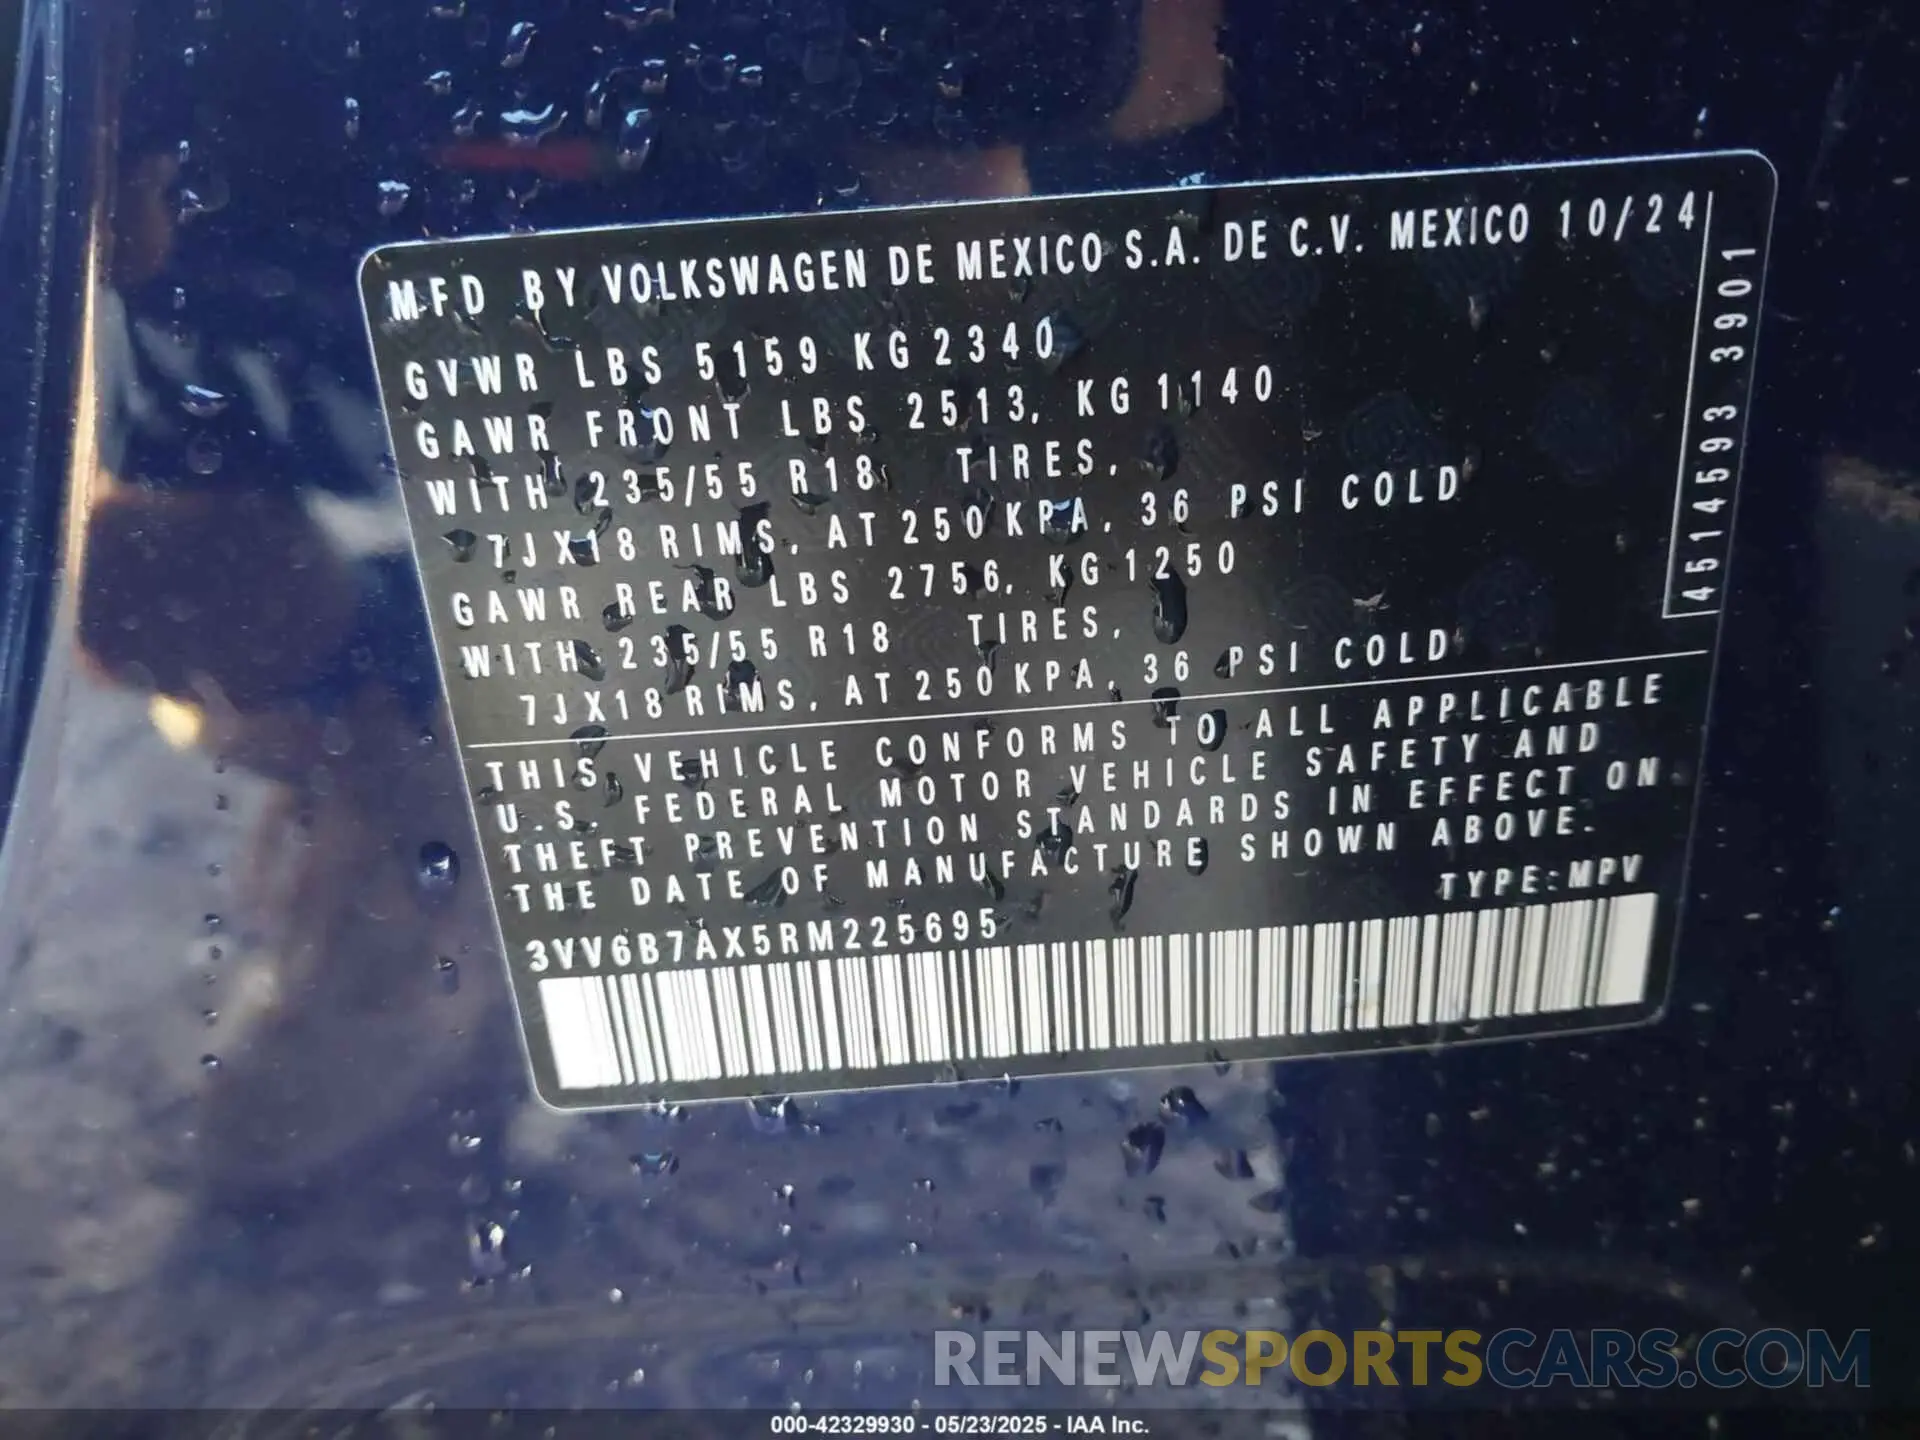 MFD BY VOLKSWAGEN DE MEXICO S.A. DE C.V. MEXICO 10/24
GVWR LBS 5159 KG 2340
GAWR FRONT LBS 2513, KG 1140
WITH 235/55 R18 TIRES,
7JX18 RIMS, AT 250 KPA, 36 PSI COLD
GAWR REAR LBS 2756, KG 1250
WITH 235/55 R18 TIRES,
7JX18 RIMS, AT 250 KPA, 36 PSI COLD
4514593 3901
THIS VEHICLE CONFORMS TO ALL APPLICABLE
U.S. FEDERAL MOTOR VEHICLE SAFETY AND
THEFT PREVENTION STANDARDS IN EFFECT ON
THE DATE OF MANUFACTURE SHOWN ABOVE.
TYPE:MPV
3VV6B7AX5RM225695
RENEWSPORTSCARS.COM
000-42329930 - 05/23/2025 - IAA Inc.